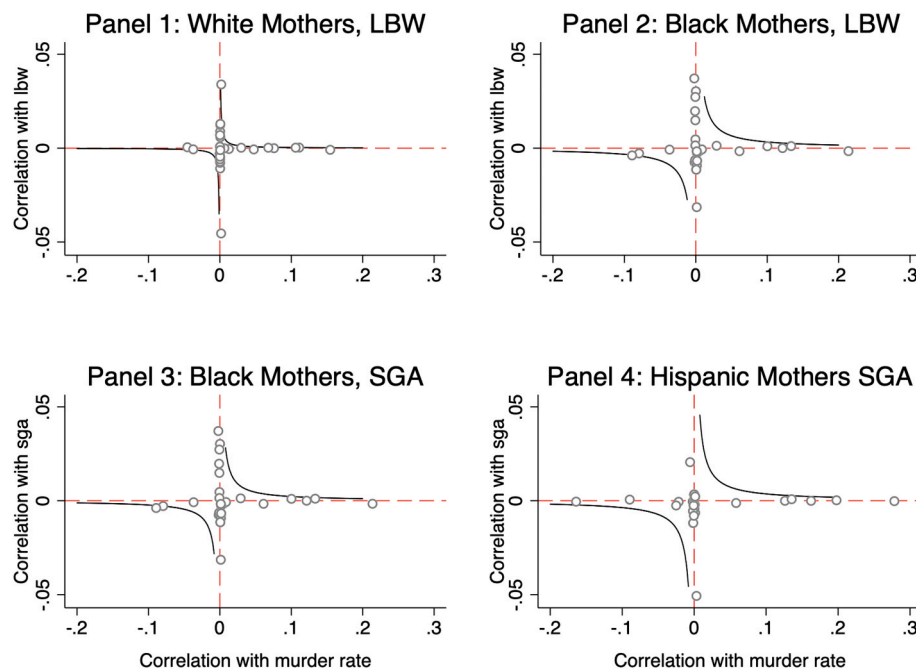 Panel 1: White Mothers, LBW
Correlation with lbw
.05
0
-.05
-.2 -.1 0 .1 .2 .3
Panel 2: Black Mothers, LBW
Correlation with lbw
.05
0
-.05
-.2 -.1 0 .1 .2 .3
Panel 3: Black Mothers, SGA
Correlation with sga
.05
0
-.05
-.2 -.1 0 .1 .2 .3
Correlation with murder rate
Panel 4: Hispanic Mothers SGA
Correlation with sga
.05
0
-.05
-.2 -.1 0 .1 .2 .3
Correlation with murder rate